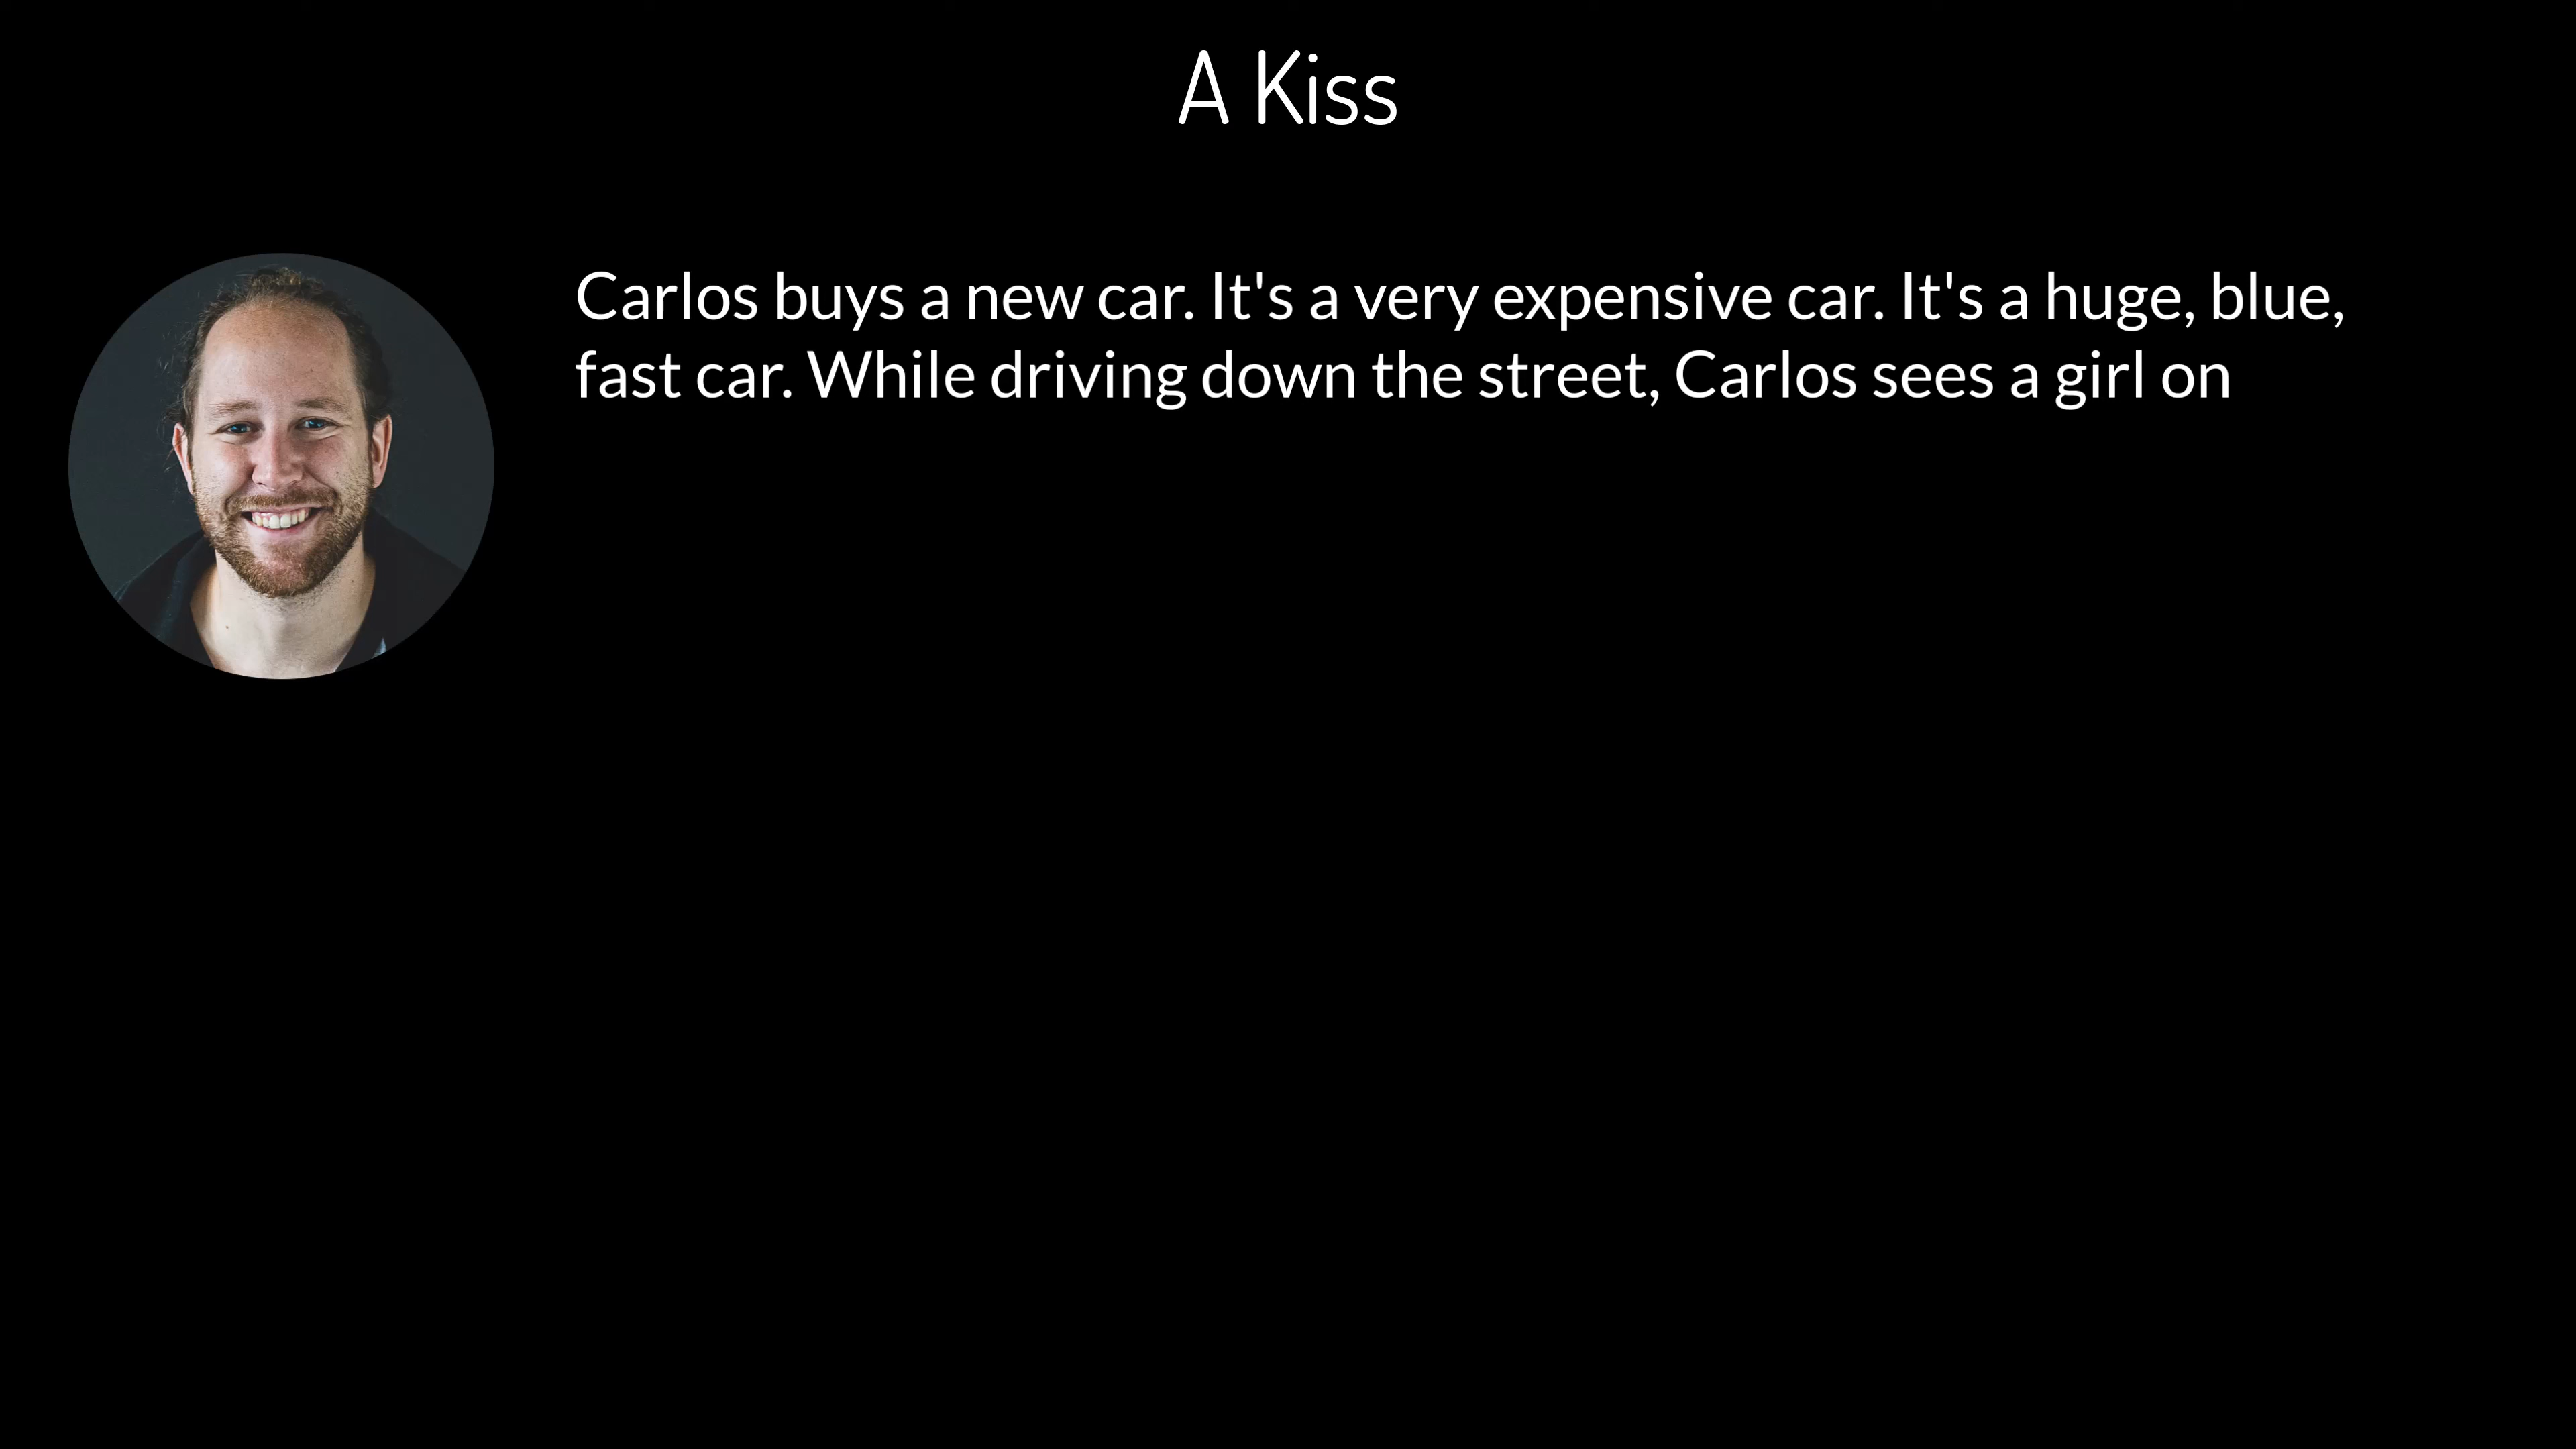 A Kiss
Carlos buys a new car. It's a very expensive car. It's a huge, blue,
fast car. While driving down the street, Carlos sees a girl on